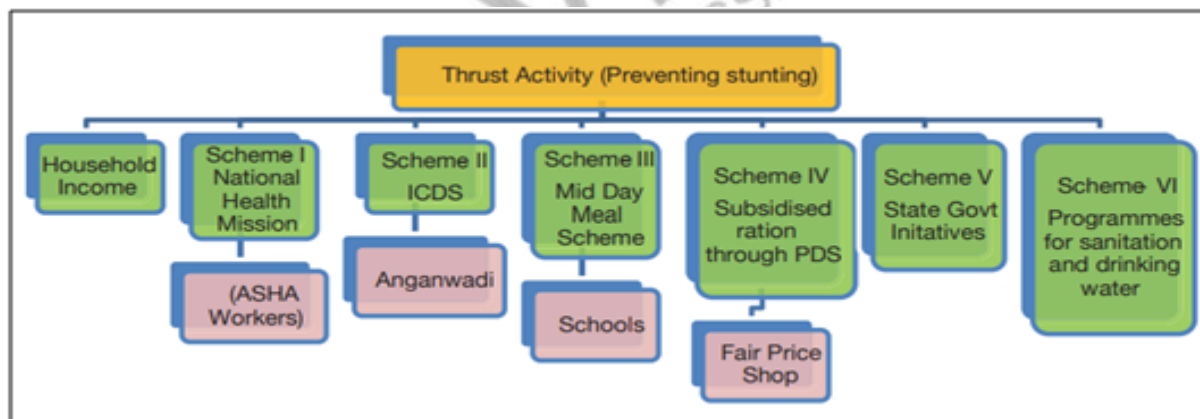 Thrust Activity (Preventing stunting)
Household
Income
Scheme I
National
Health
Mission
(ASHA
Workers)
Scheme II
ICDS
Anganwadi
Scheme III
Mid Day
Meal
Scheme
Schools
Scheme IV
Subsidised
ration
through PDS
Fair Price
Shop
Scheme V
State Govt
Initatives
Scheme VI
Programmes
for sanitation
and drinking
water